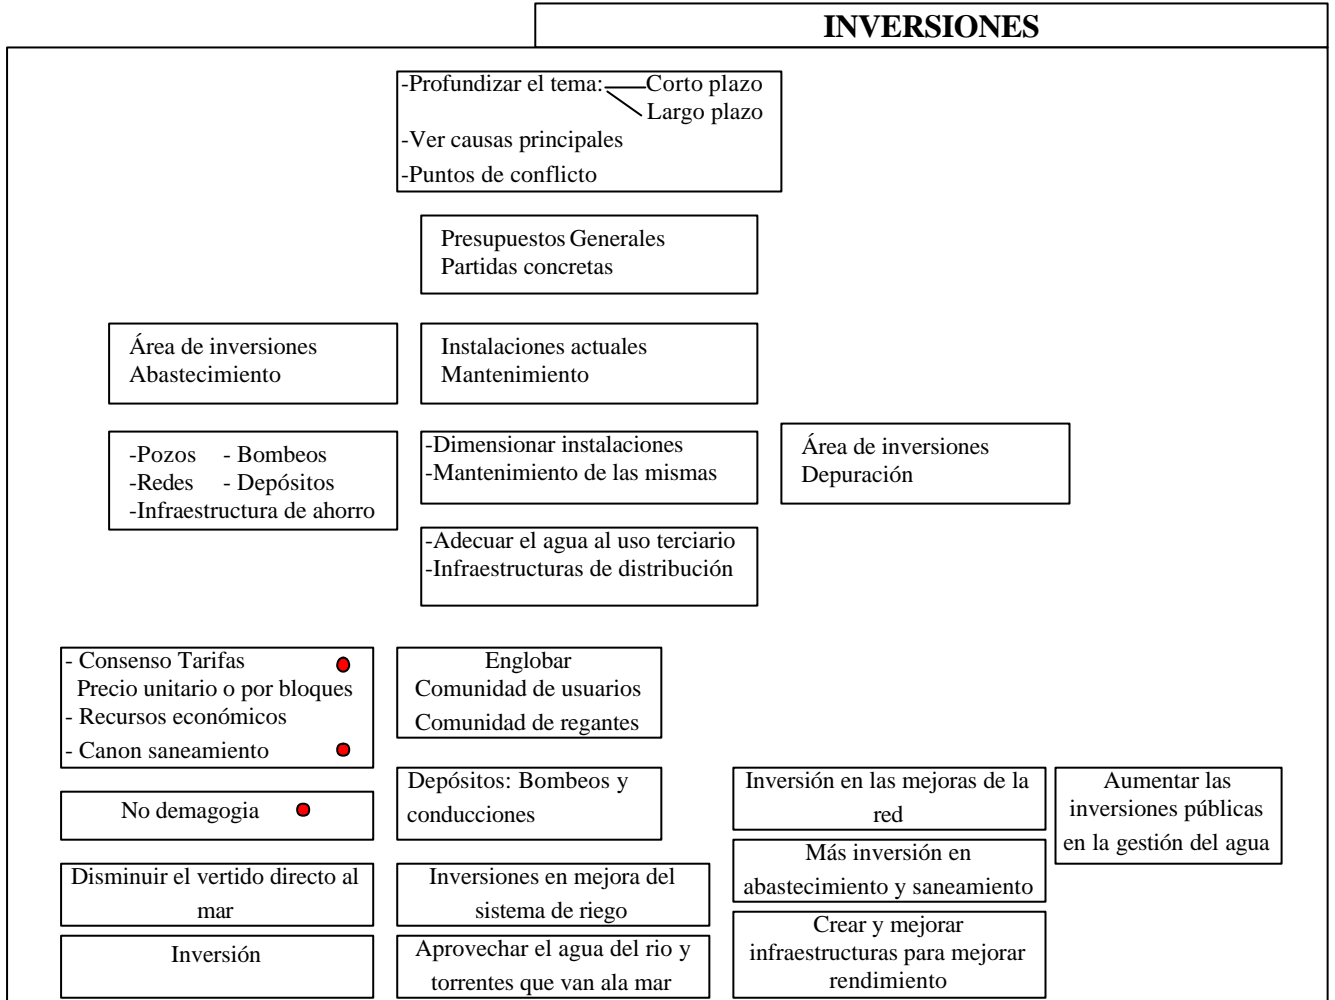 INVERSIONES
-Profundizar el tema: Corto plazo
Largo plazo
-Ver causas principales
-Puntos de conflicto
Presupuestos Generales
Partidas concretas
Área de inversiones
Abastecimiento
Instalaciones actuales
Mantenimiento
-Pozos - Bombeos
-Redes - Depósitos
-Infraestructura de ahorro
-Dimensionar instalaciones
-Mantenimiento de las mismas
Área de inversiones
Depuración
-Adecuar el agua al uso terciario
-Infraestructuras de distribución
- Consenso Tarifas
Precio unitario o por bloques
- Recursos económicos
- Canon saneamiento
Englobar
Comunidad de usuarios
Comunidad de regantes
No demagogia
Depósitos: Bombeos y
conducciones
Inversión en las mejoras de la
red
Aumentar las
inversiones públicas
en la gestión del agua
Más inversión en
abastecimiento y saneamiento
Disminuir el vertido directo al
mar
Inversiones en mejora del
sistema de riego
Crear y mejorar
infraestructuras para mejorar
rendimiento
Inversión
Aprovechar el agua del rio y
torrentes que van ala mar